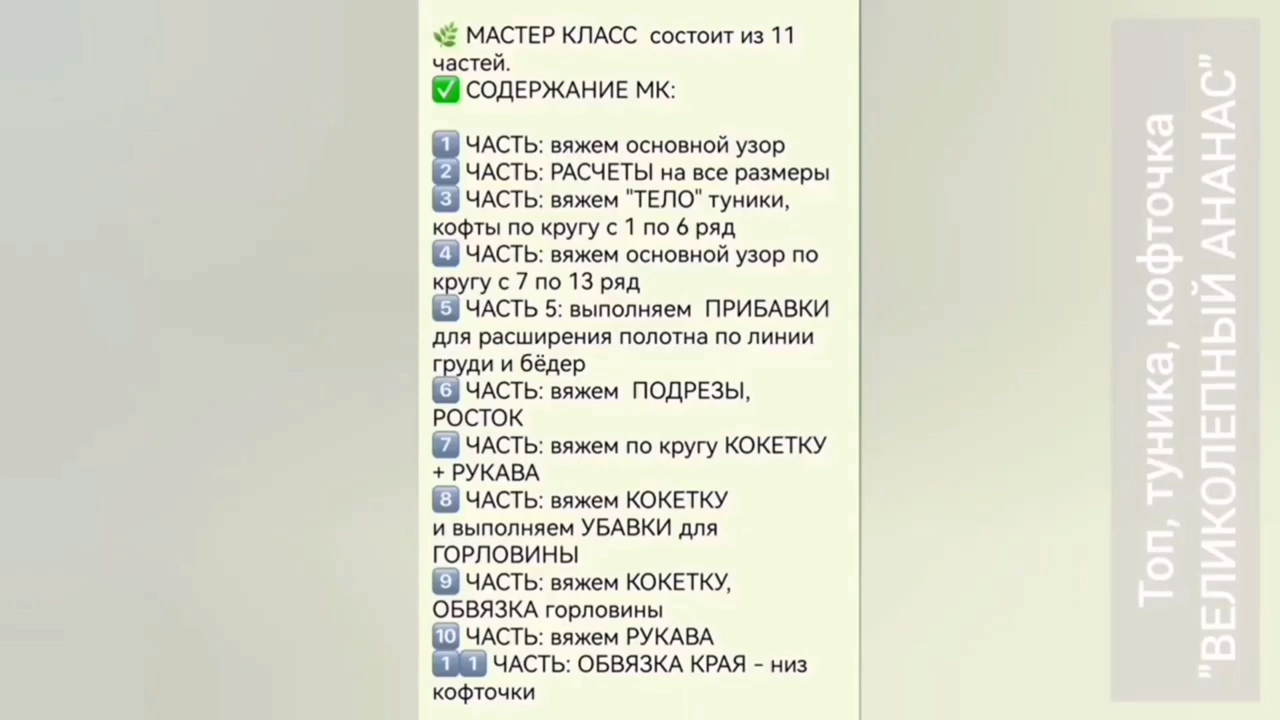 🌿 МАСТЕР КЛАСС состоит из 11
частей.
✅ СОДЕРЖАНИЕ МК:
1️⃣ ЧАСТЬ: вяжем основной узор
2️⃣ ЧАСТЬ: РАСЧЕТЫ на все размеры
3️⃣ ЧАСТЬ: вяжем "ТЕЛО" туники,
кофты по кругу с 1 по 6 ряд
4️⃣ ЧАСТЬ: вяжем основной узор по
кругу с 7 по 13 ряд
5️⃣ ЧАСТЬ 5: выполняем ПРИБАВКИ
для расширения полотна по линии
груди и бёдер
6️⃣ ЧАСТЬ: вяжем ПОДРЕЗЫ,
РОСТОК
7️⃣ ЧАСТЬ: вяжем по кругу КОКЕТКУ
+ РУКАВА
8️⃣ ЧАСТЬ: вяжем КОКЕТКУ
и выполняем УБАВКИ для
ГОРЛОВИНЫ
9️⃣ ЧАСТЬ: вяжем КОКЕТКУ,
ОБВЯЗКА горловины
🔟 ЧАСТЬ: вяжем РУКАВА
1️⃣1️⃣ ЧАСТЬ: ОБВЯЗКА КРАЯ - низ
кофточки
Топ, туника, кофточка
"ВЕЛИКОЛЕПНЫЙ АНАНАС"